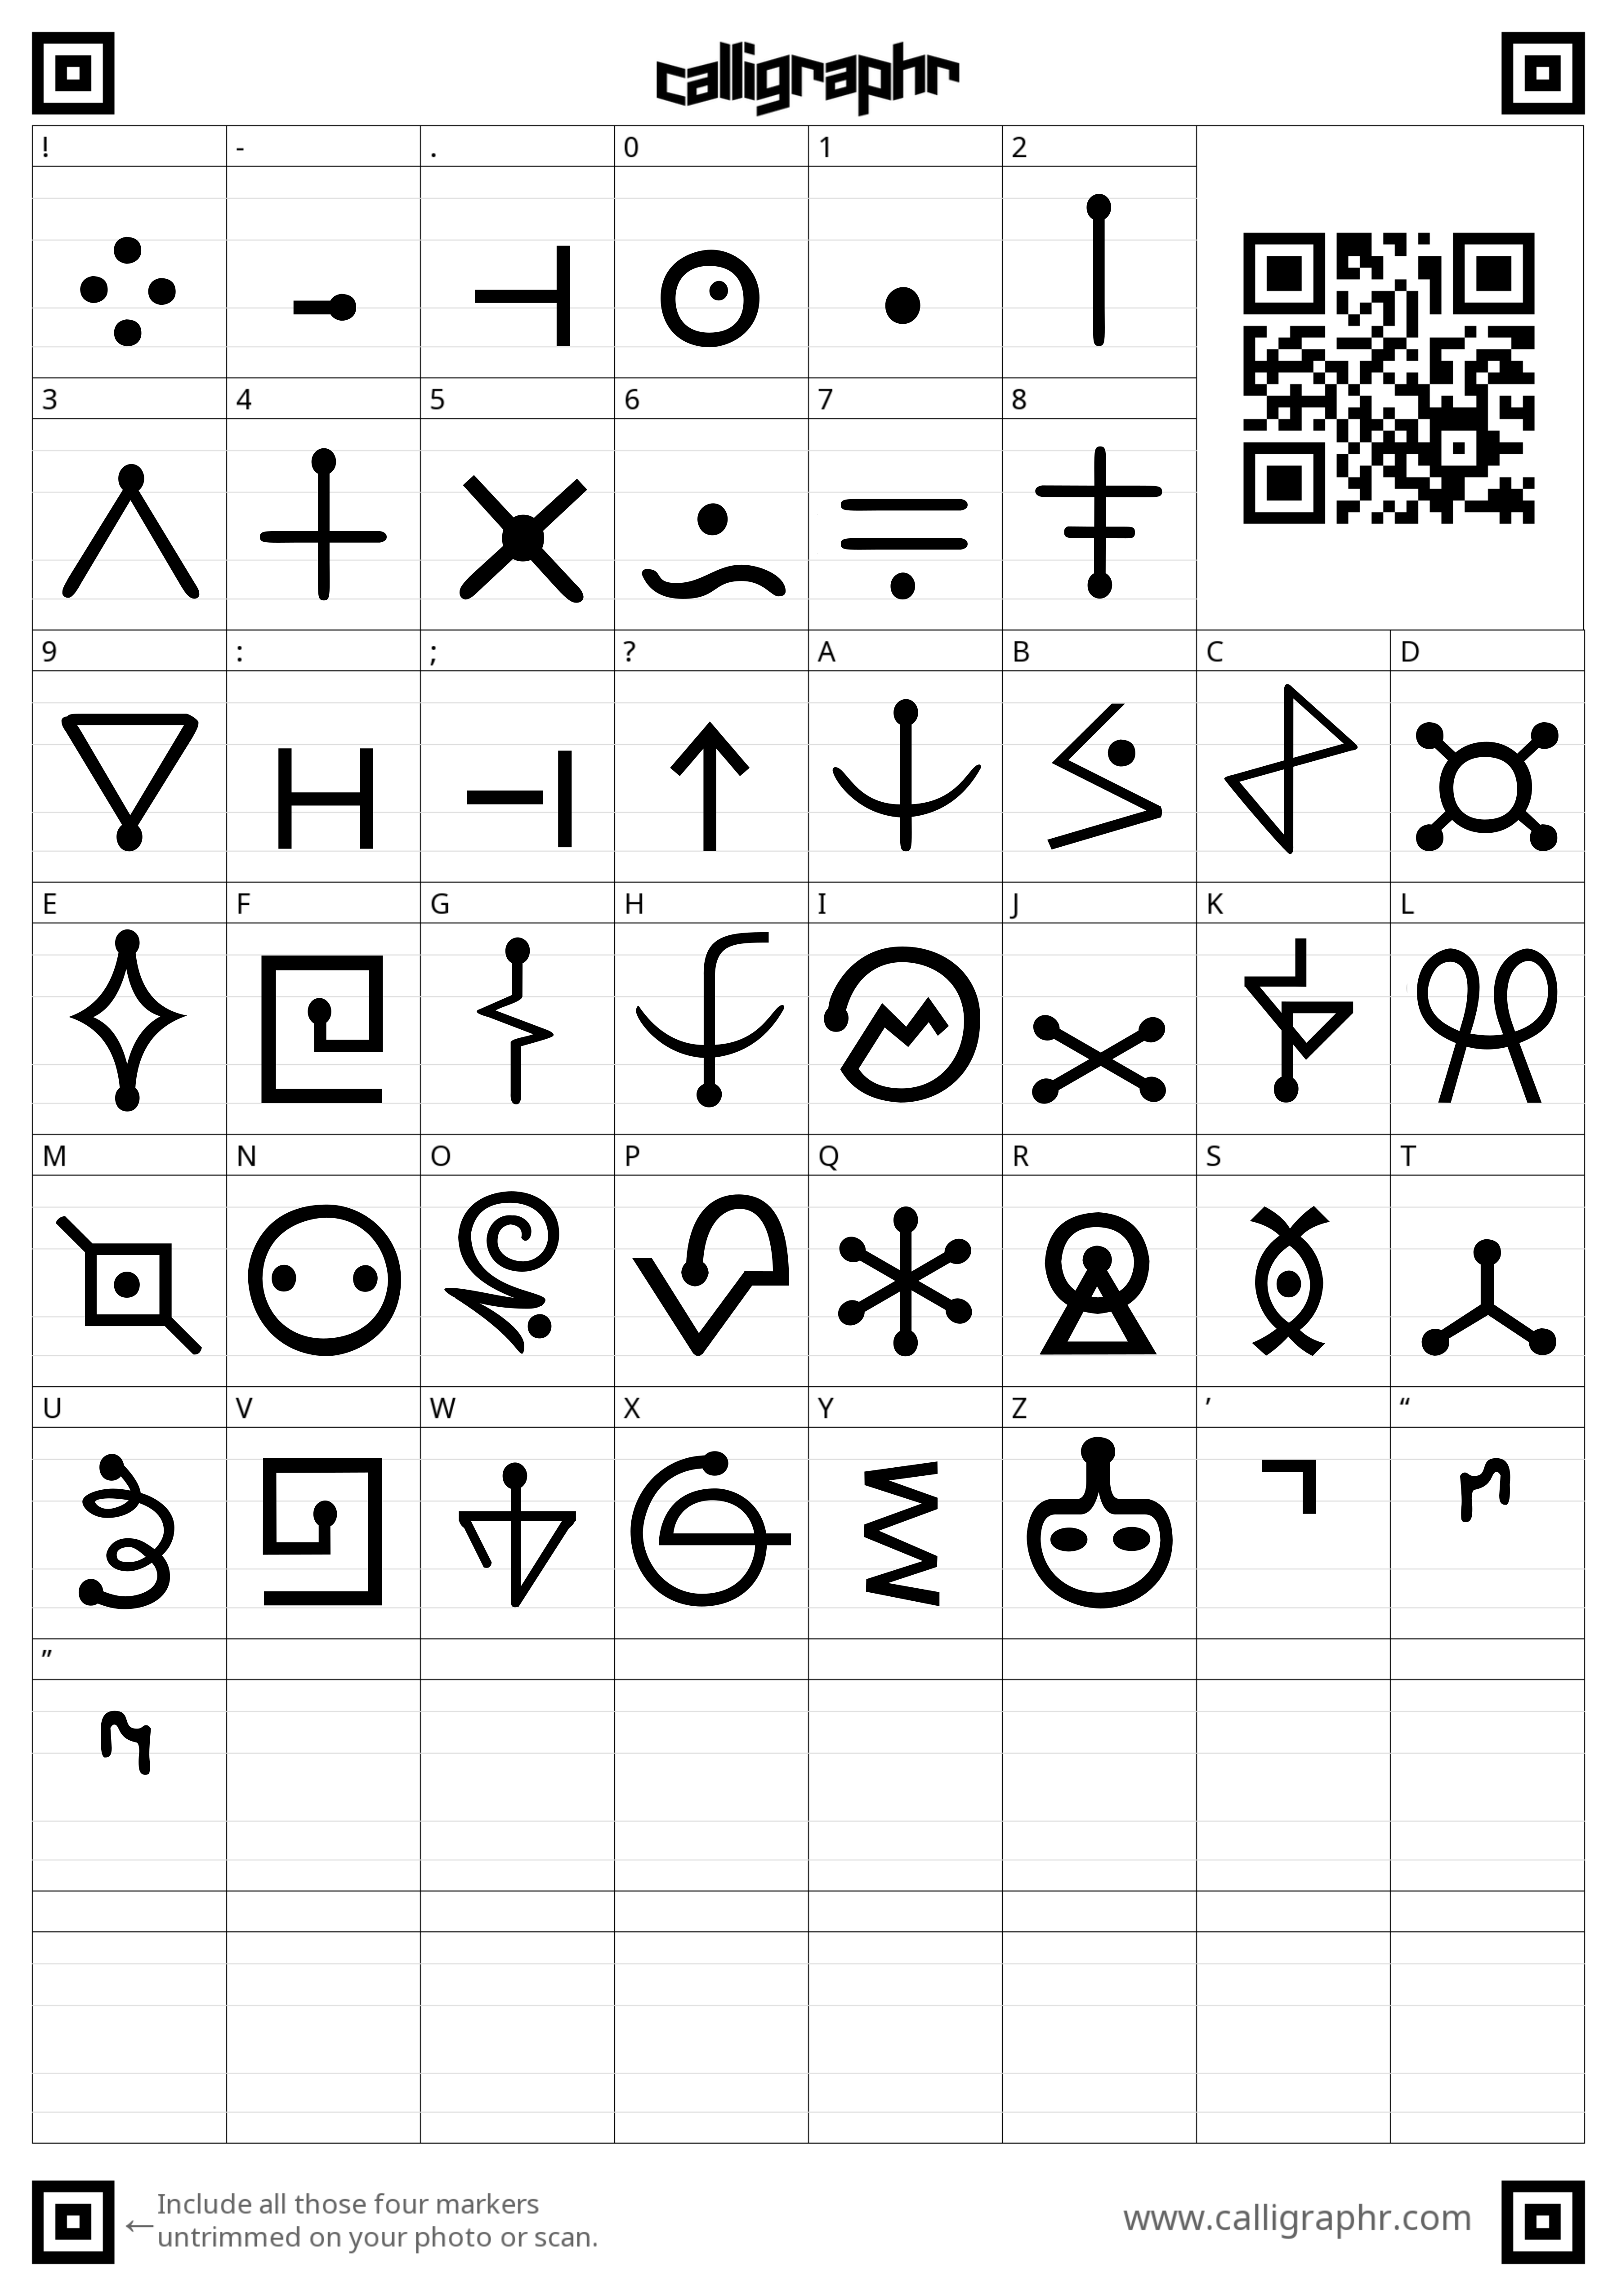 calligraphr
! - . 0 1 2
3 4 5 6 7 8
9 : ; ? A B C D
E F G H I J K L
M N O P Q R S T
U V W X Y Z ’ “
”
←Include all those four markers
untrimmed on your photo or scan.
www.calligraphr.com